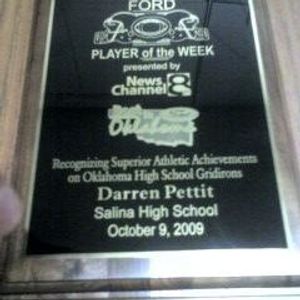 FORD
PLAYER of the WEEK
presented by
News
Channel 8
Oklahoma
Recognizing Superior Athletic Achievements
on Oklahoma High School Gridirons
Darren Pettit
Salina High School
October 9, 2009